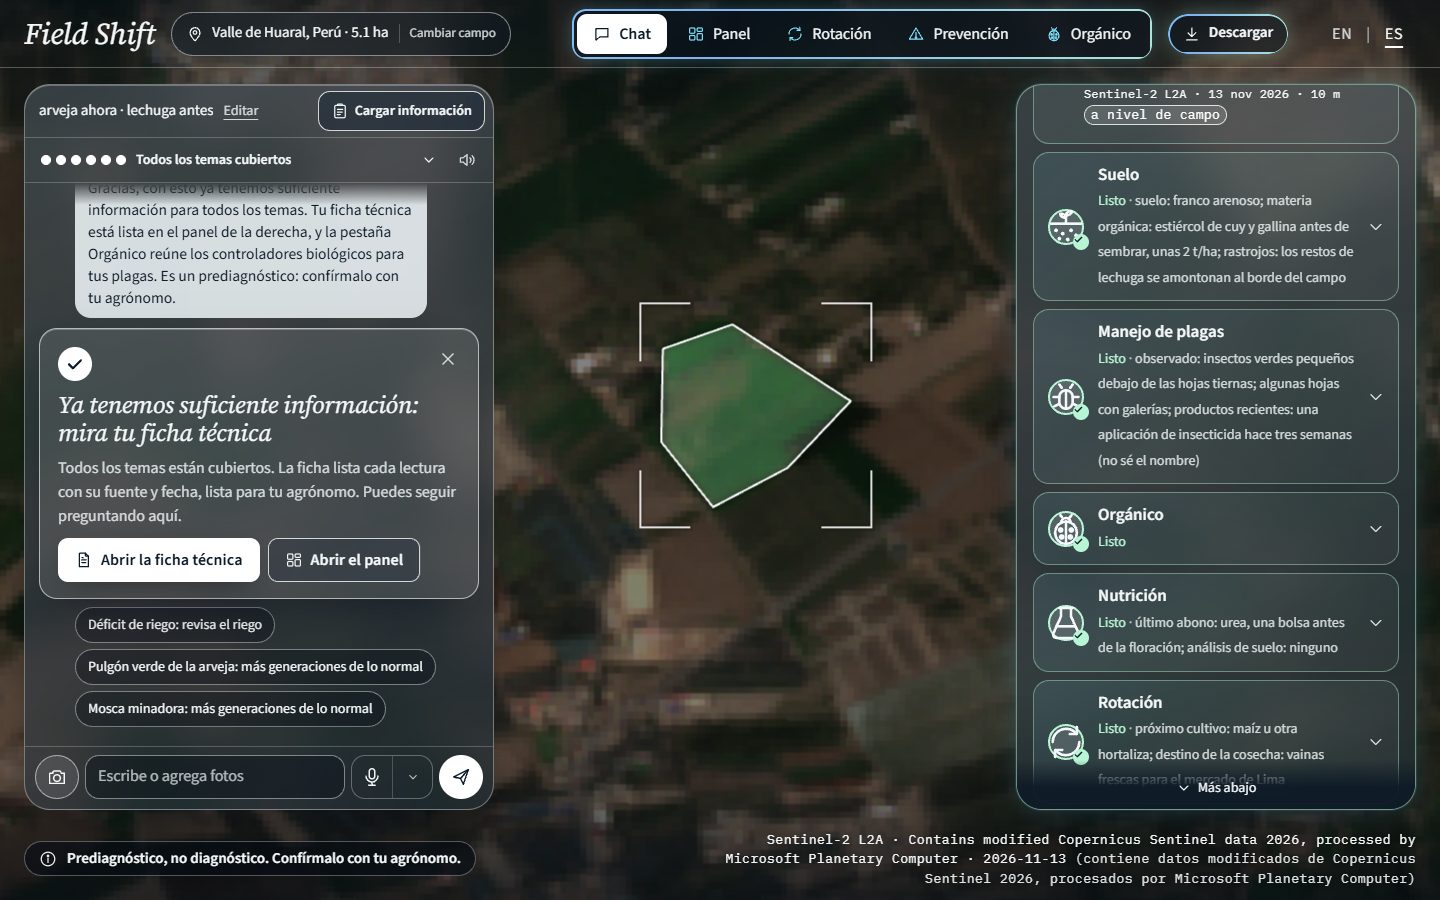 Field Shift
Valle de Huaral, Perú · 5.1 ha
Cambiar campo
Chat
Panel
Rotación
Prevención
Orgánico
Descargar
EN | ES
arveja ahora · lechuga antes
Editar
Cargar información
Todos los temas cubiertos
Gracias, con esto ya tenemos suficiente
información para todos los temas. Tu ficha técnica
está lista en el panel de la derecha, y la pestaña
Orgánico reúne los controladores biológicos para
tus plagas. Es un prediagnóstico: confírmalo con
tu agrónomo.
Ya tenemos suficiente información:
mira tu ficha técnica
Todos los temas están cubiertos. La ficha lista cada lectura
con su fuente y fecha, lista para tu agrónomo. Puedes seguir
preguntando aquí.
Abrir la ficha técnica
Abrir el panel
Déficit de riego: revisa el riego
Pulgón verde de la arveja: más generaciones de lo normal
Mosca minadora: más generaciones de lo normal
Escribe o agrega fotos
Prediagnóstico, no diagnóstico. Confírmalo con tu agrónomo.
Sentinel-2 L2A · 13 nov 2026 · 10 m
a nivel de campo
Suelo
Listo · suelo: franco arenoso; materia
orgánica: estiércol de cuy y gallina antes de
sembrar, unas 2 t/ha; rastrojos: los restos de
lechuga se amontonan al borde del campo
Manejo de plagas
Listo · observado: insectos verdes pequeños
debajo de las hojas tiernas; algunas hojas
con galerías; productos recientes: una
aplicación de insecticida hace tres semanas
(no sé el nombre)
Orgánico
Listo
Nutrición
Listo · último abono: urea, una bolsa antes
de la floración; análisis de suelo: ninguno
Rotación
Listo · próximo cultivo: maíz u otra
hortaliza; destino de la cosecha: vainas
frescas para el mercado de Lima
Más abajo
Sentinel-2 L2A · Contains modified Copernicus Sentinel data 2026, processed by
Microsoft Planetary Computer · 2026-11-13 (contiene datos modificados de Copernicus
Sentinel 2026, procesados por Microsoft Planetary Computer)